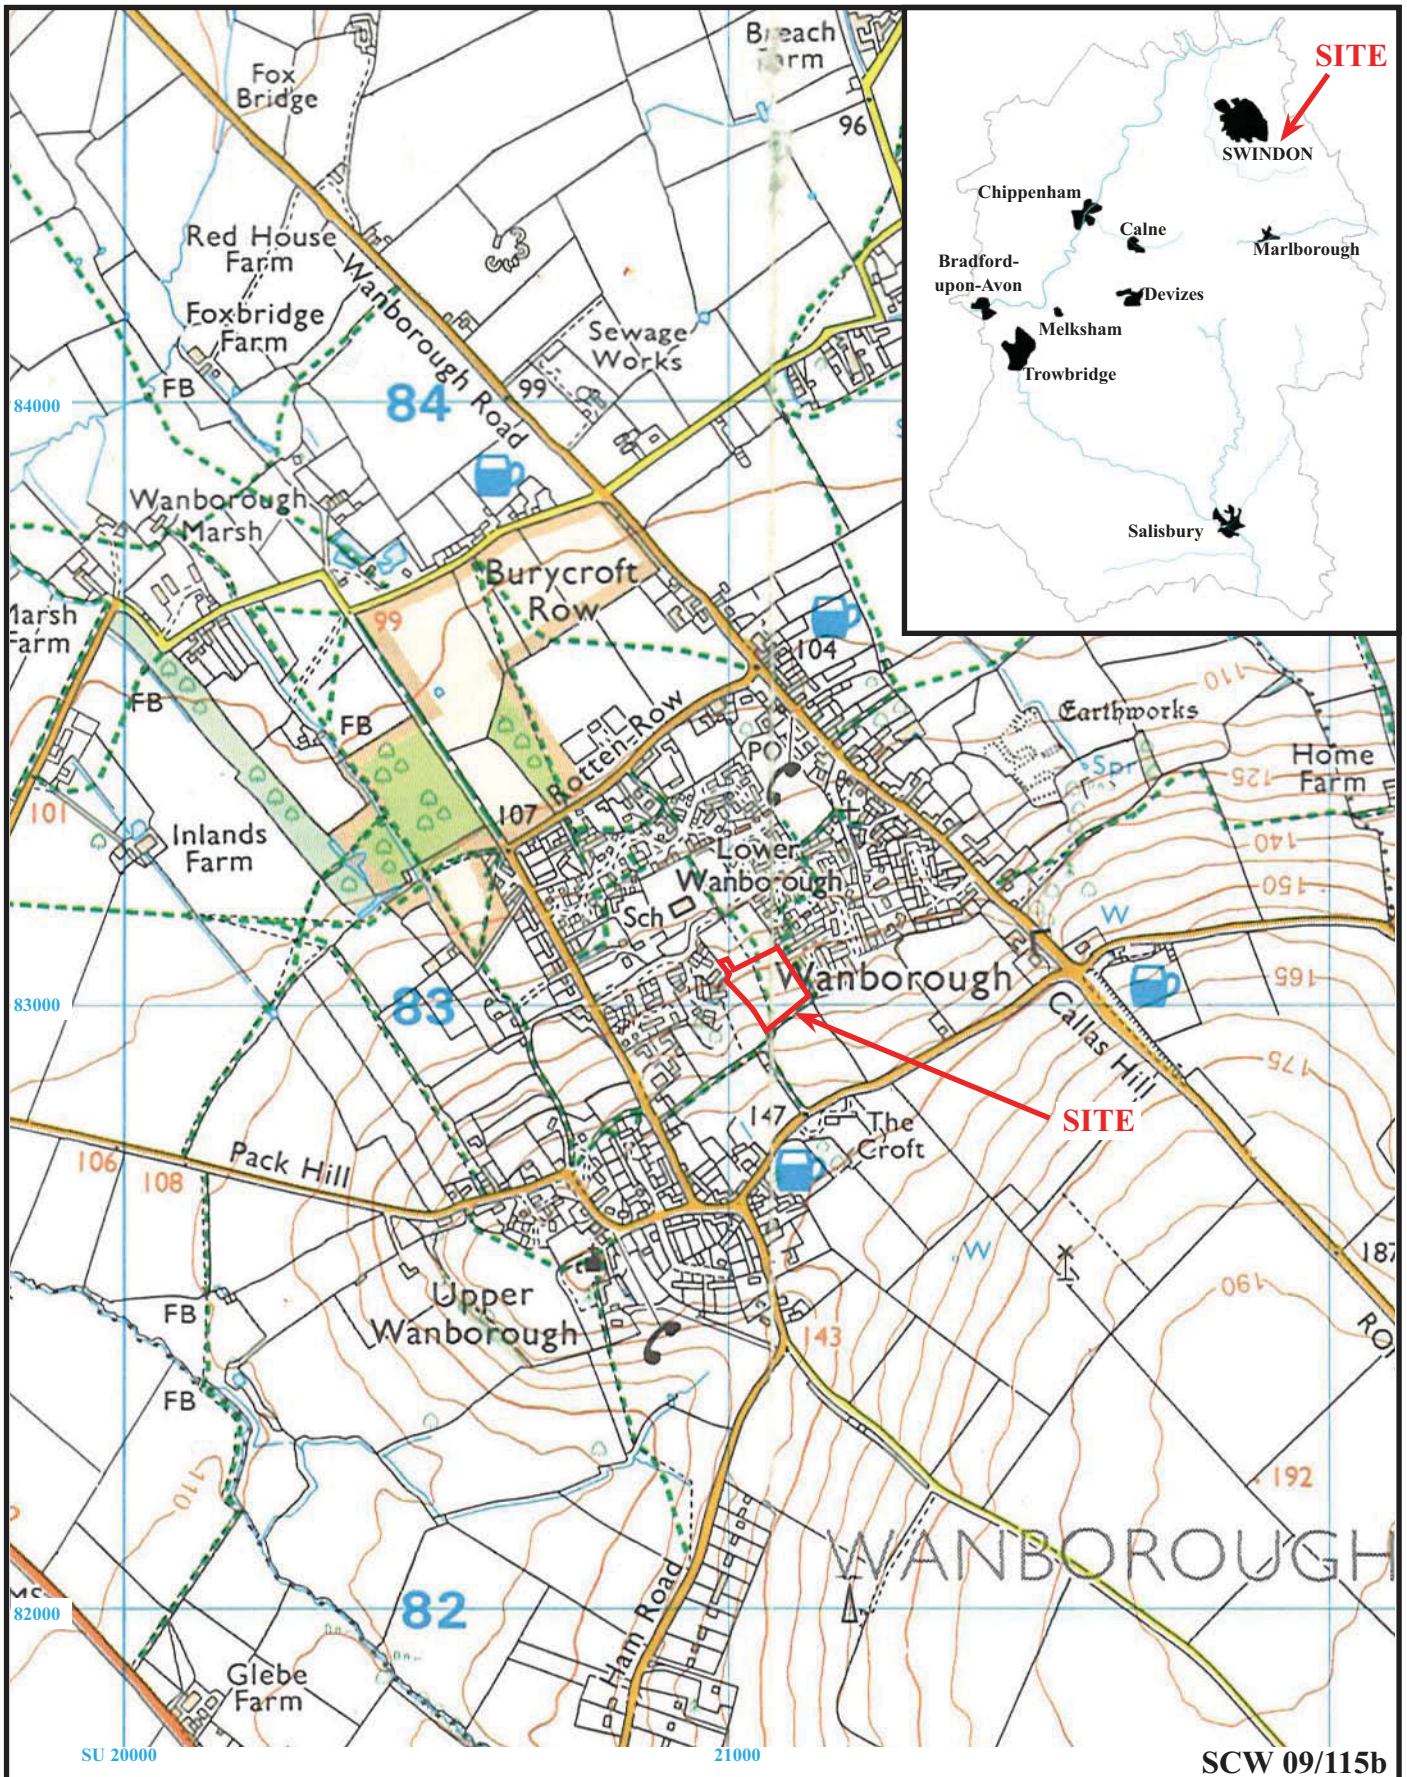 Breach
Farm
Fox
Bridge
96
Red House
Farm
Wanborough Road
Foxbridge
Farm
Sewage
Works
FB
99
84
84000
Wanborough
Marsh
Burycroft
Row
Marsh
Farm
99
104
FB
FB
Rotten Row
PO
Earthworks
Spr
110
125
Home
Farm
101
107
Inlands
Farm
Lower
Wanborough
140
150
Sch
W
Wanborough
165
83
83000
Callas Hill
175
SITE
147
The
Croft
Pack Hill
106
108
W
187
190
FB
Upper
Wanborough
143
FB
110
192
WANBOROUGH
MS
82
82000
Ham Road
Glebe
Farm
SU 20000
21000
SCW 09/115b
SITE
SWINDON
Chippenham
Calne
Marlborough
Bradford-
upon-Avon
Devizes
Melksham
Trowbridge
Salisbury